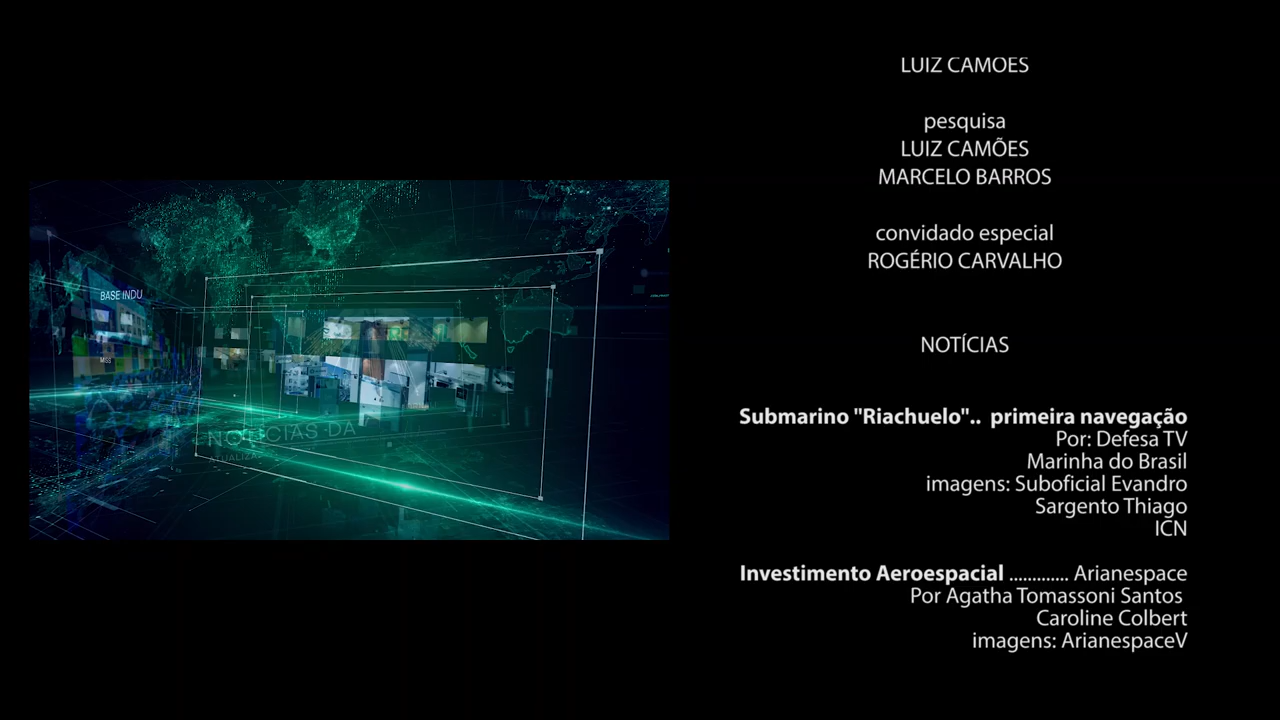 LUIZ CAMOES
pesquisa
LUIZ CAMÕES
MARCELO BARROS
convidado especial
ROGÉRIO CARVALHO
NOTÍCIAS
Submarino "Riachuelo".. primeira navegação
Por: Defesa TV
Marinha do Brasil
imagens: Suboficial Evandro
Sargento Thiago
ICN
Investimento Aeroespacial ............. Arianespace
Por Agatha Tomassoni Santos
Caroline Colbert
imagens: ArianespaceV
BASE INDU
MISS
NOTÍCIAS DA
ATUALIZA